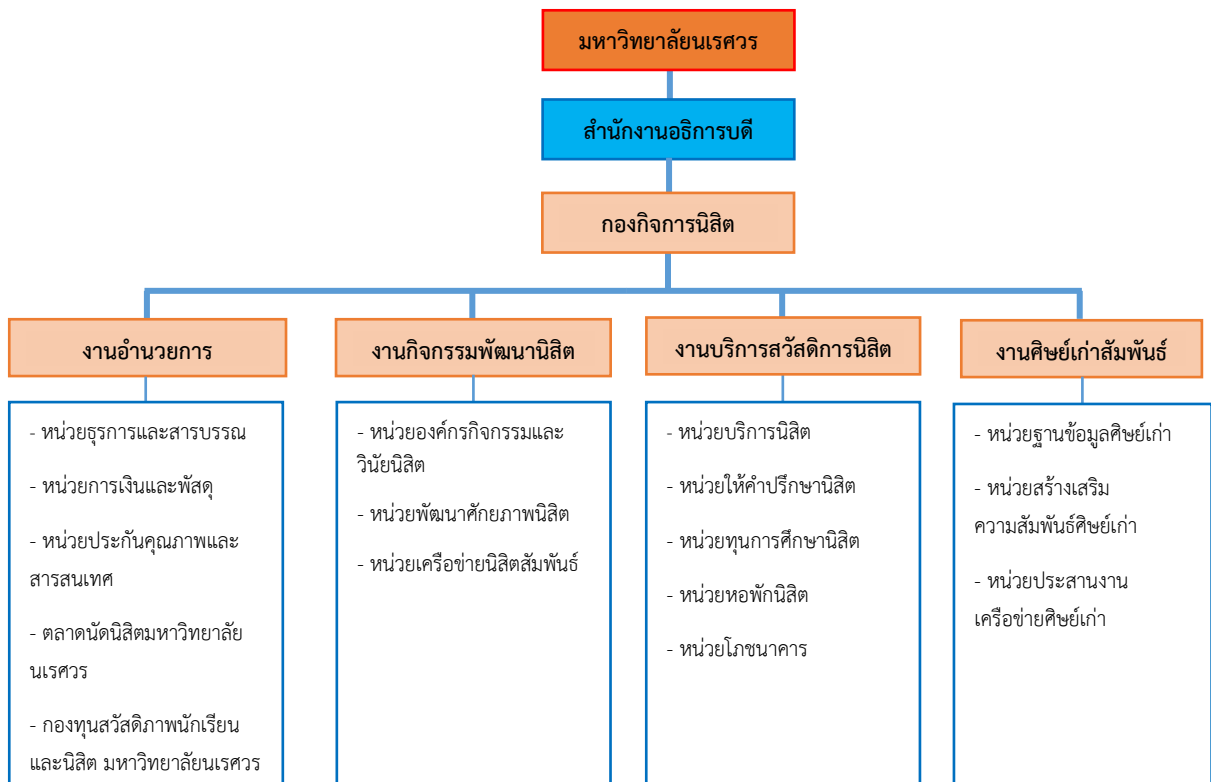 มหาวิทยาลัยนเรศวร
สำนักงานอธิการบดี
กองกิจการนิสิต
งานอำนวยการ
- หน่วยธุรการและสารบรรณ
- หน่วยการเงินและพัสดุ
- หน่วยประกันคุณภาพและ
สารสนเทศ
- ตลาดนัดนิสิตมหาวิทยาลัย
นเรศวร
- กองทุนสวัสดิภาพนักเรียน
และนิสิต มหาวิทยาลัยนเรศวร
งานกิจกรรมพัฒนานิสิต
- หน่วยองค์กรกิจกรรมและ
วินัยนิสิต
- หน่วยพัฒนาศักยภาพนิสิต
- หน่วยเครือข่ายนิสิตสัมพันธ์
งานบริการสวัสดิการนิสิต
- หน่วยบริการนิสิต
- หน่วยให้คำปรึกษานิสิต
- หน่วยทุนการศึกษานิสิต
- หน่วยหอพักนิสิต
- หน่วยโภชนาคาร
งานศิษย์เก่าสัมพันธ์
- หน่วยฐานข้อมูลศิษย์เก่า
- หน่วยสร้างเสริม
ความสัมพันธ์ศิษย์เก่า
- หน่วยประสานงาน
เครือข่ายศิษย์เก่า